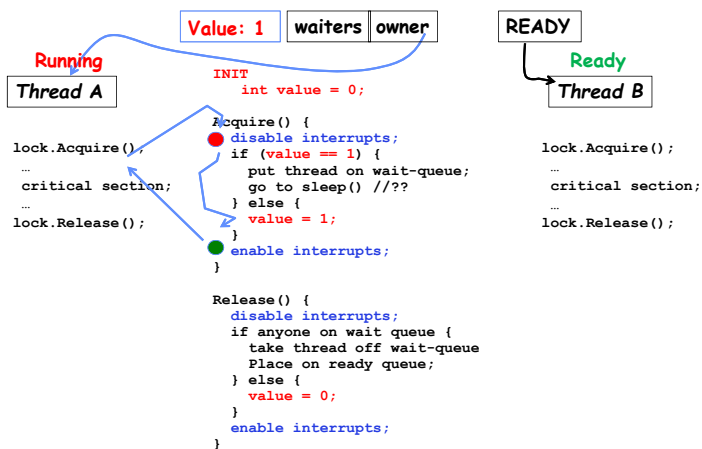 Value: 1 waiters owner READY
Running Ready
Thread A Thread B
INIT
int value = 0;
Acquire() {
disable interrupts;
if (value == 1) {
put thread on wait-queue;
go to sleep() //??
} else {
value = 1;
}
enable interrupts;
}
Release() {
disable interrupts;
if anyone on wait queue {
take thread off wait-queue
Place on ready queue;
} else {
value = 0;
}
enable interrupts;
}
lock.Acquire();
…
critical section;
…
lock.Release();
lock.Acquire();
…
critical section;
…
lock.Release();